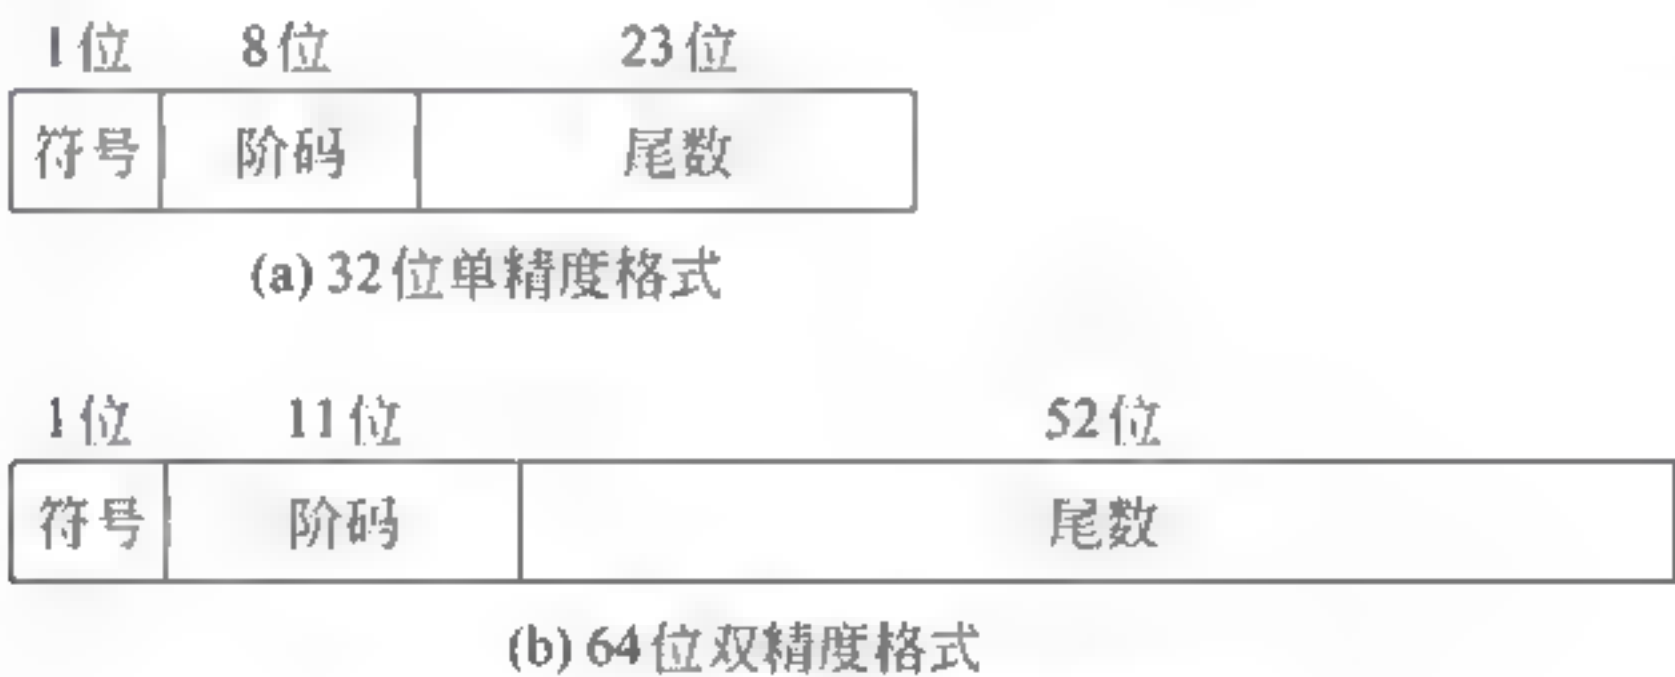 1位 8位 23位
符号 阶码 尾数
(a) 32位单精度格式
1位 11位 52位
符号 阶码 尾数
(b) 64位双精度格式